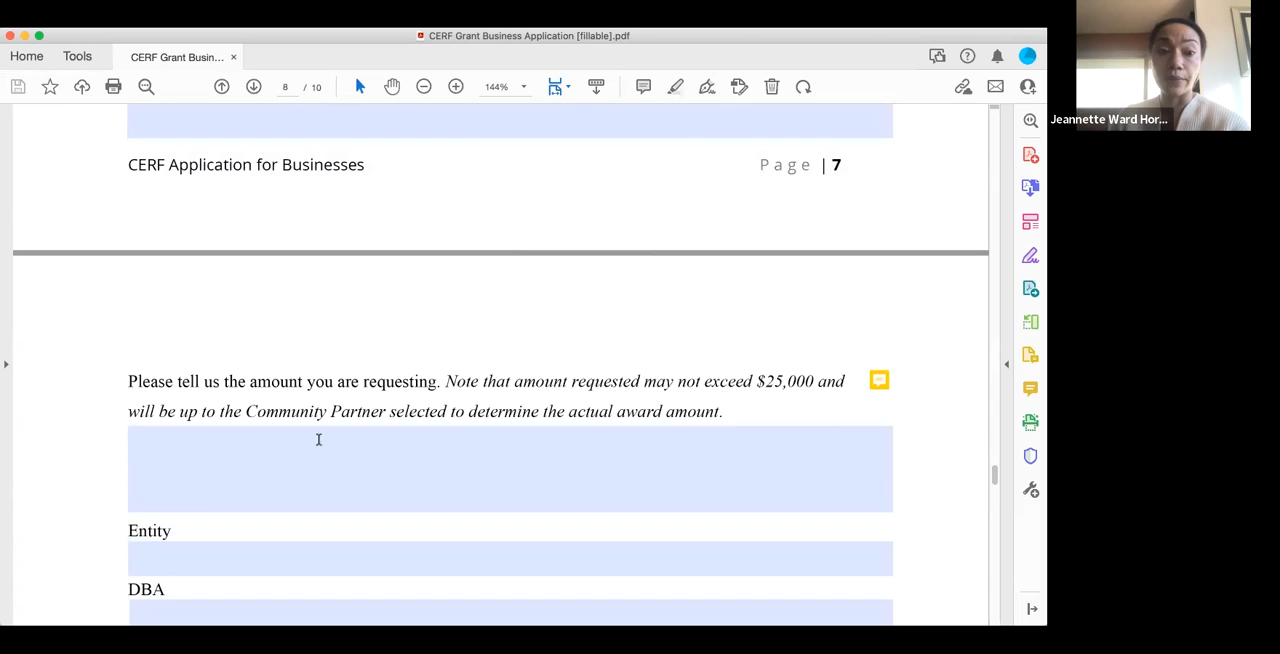 CERF Grant Business Application [fillable].pdf
Home Tools CERF Grant Busin... ×
8 / 10 144%
Jeannette Ward Hor...
CERF Application for Businesses Page | 7
Please tell us the amount you are requesting. Note that amount requested may not exceed $25,000 and
will be up to the Community Partner selected to determine the actual award amount.
Entity
DBA